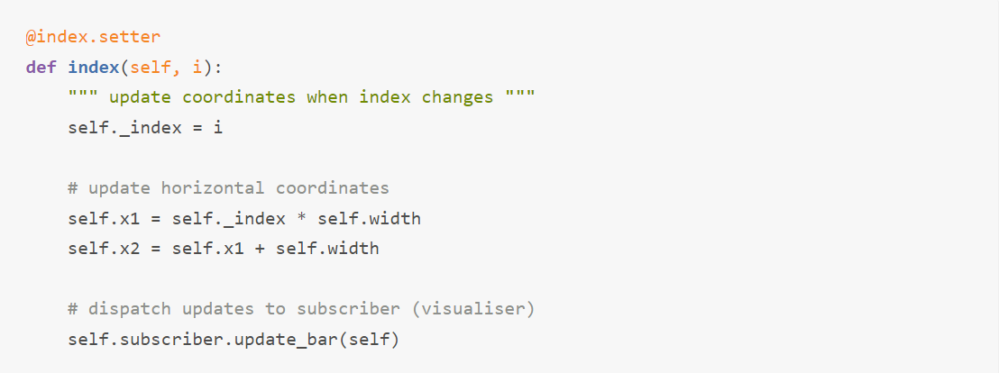 @index.setter
def index(self, i):
    """ update coordinates when index changes """
    self._index = i

    # update horizontal coordinates
    self.x1 = self._index * self.width
    self.x2 = self.x1 + self.width

    # dispatch updates to subscriber (visualiser)
    self.subscriber.update_bar(self)